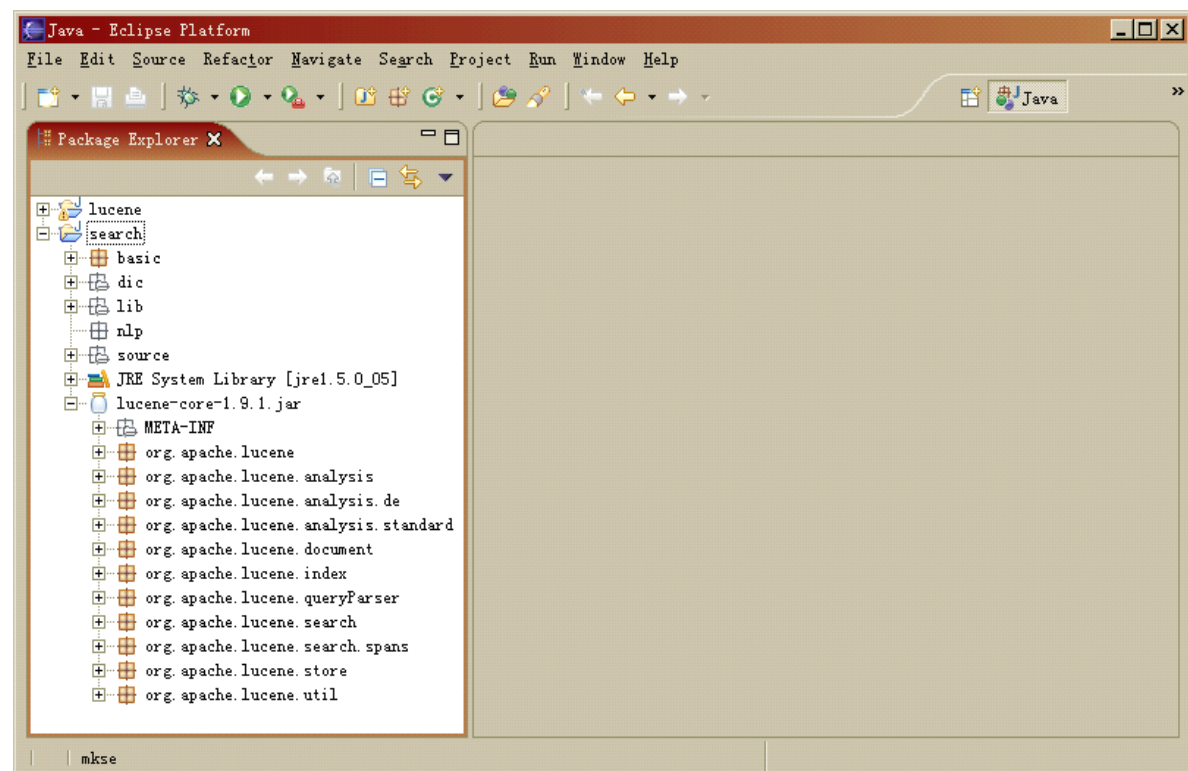 Java - Eclipse Platform
File Edit Source Refactor Navigate Search Project Run Window Help
Java
»
Package Explorer
lucene
search
basic
dic
lib
nlp
source
JRE System Library [jre1.5.0_05]
lucene-core-1.9.1.jar
META-INF
org.apache.lucene
org.apache.lucene.analysis
org.apache.lucene.analysis.de
org.apache.lucene.analysis.standard
org.apache.lucene.document
org.apache.lucene.index
org.apache.lucene.queryParser
org.apache.lucene.search
org.apache.lucene.search.spans
org.apache.lucene.store
org.apache.lucene.util
mkse